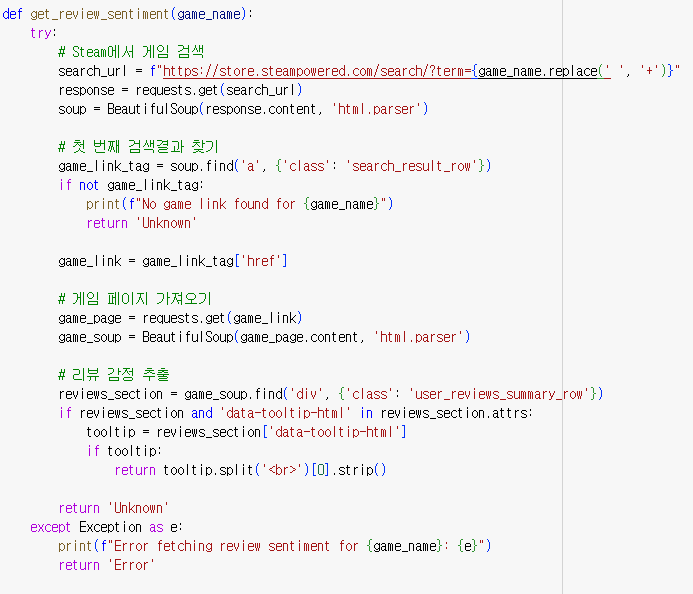 def get_review_sentiment(game_name):
    try:
        # Steam에서 게임 검색
        search_url = f"https://store.steampowered.com/search/?term={game_name.replace(' ', '+')}"
        response = requests.get(search_url)
        soup = BeautifulSoup(response.content, 'html.parser')

        # 첫 번째 검색결과 찾기
        game_link_tag = soup.find('a', {'class': 'search_result_row'})
        if not game_link_tag:
            print(f"No game link found for {game_name}")
            return 'Unknown'

        game_link = game_link_tag['href']

        # 게임 페이지 가져오기
        game_page = requests.get(game_link)
        game_soup = BeautifulSoup(game_page.content, 'html.parser')

        # 리뷰 감정 추출
        reviews_section = game_soup.find('div', {'class': 'user_reviews_summary_row'})
        if reviews_section and 'data-tooltip-html' in reviews_section.attrs:
            tooltip = reviews_section['data-tooltip-html']
            if tooltip:
                return tooltip.split('<br>')[0].strip()

        return 'Unknown'
    except Exception as e:
        print(f"Error fetching review sentiment for {game_name}: {e}")
        return 'Error'